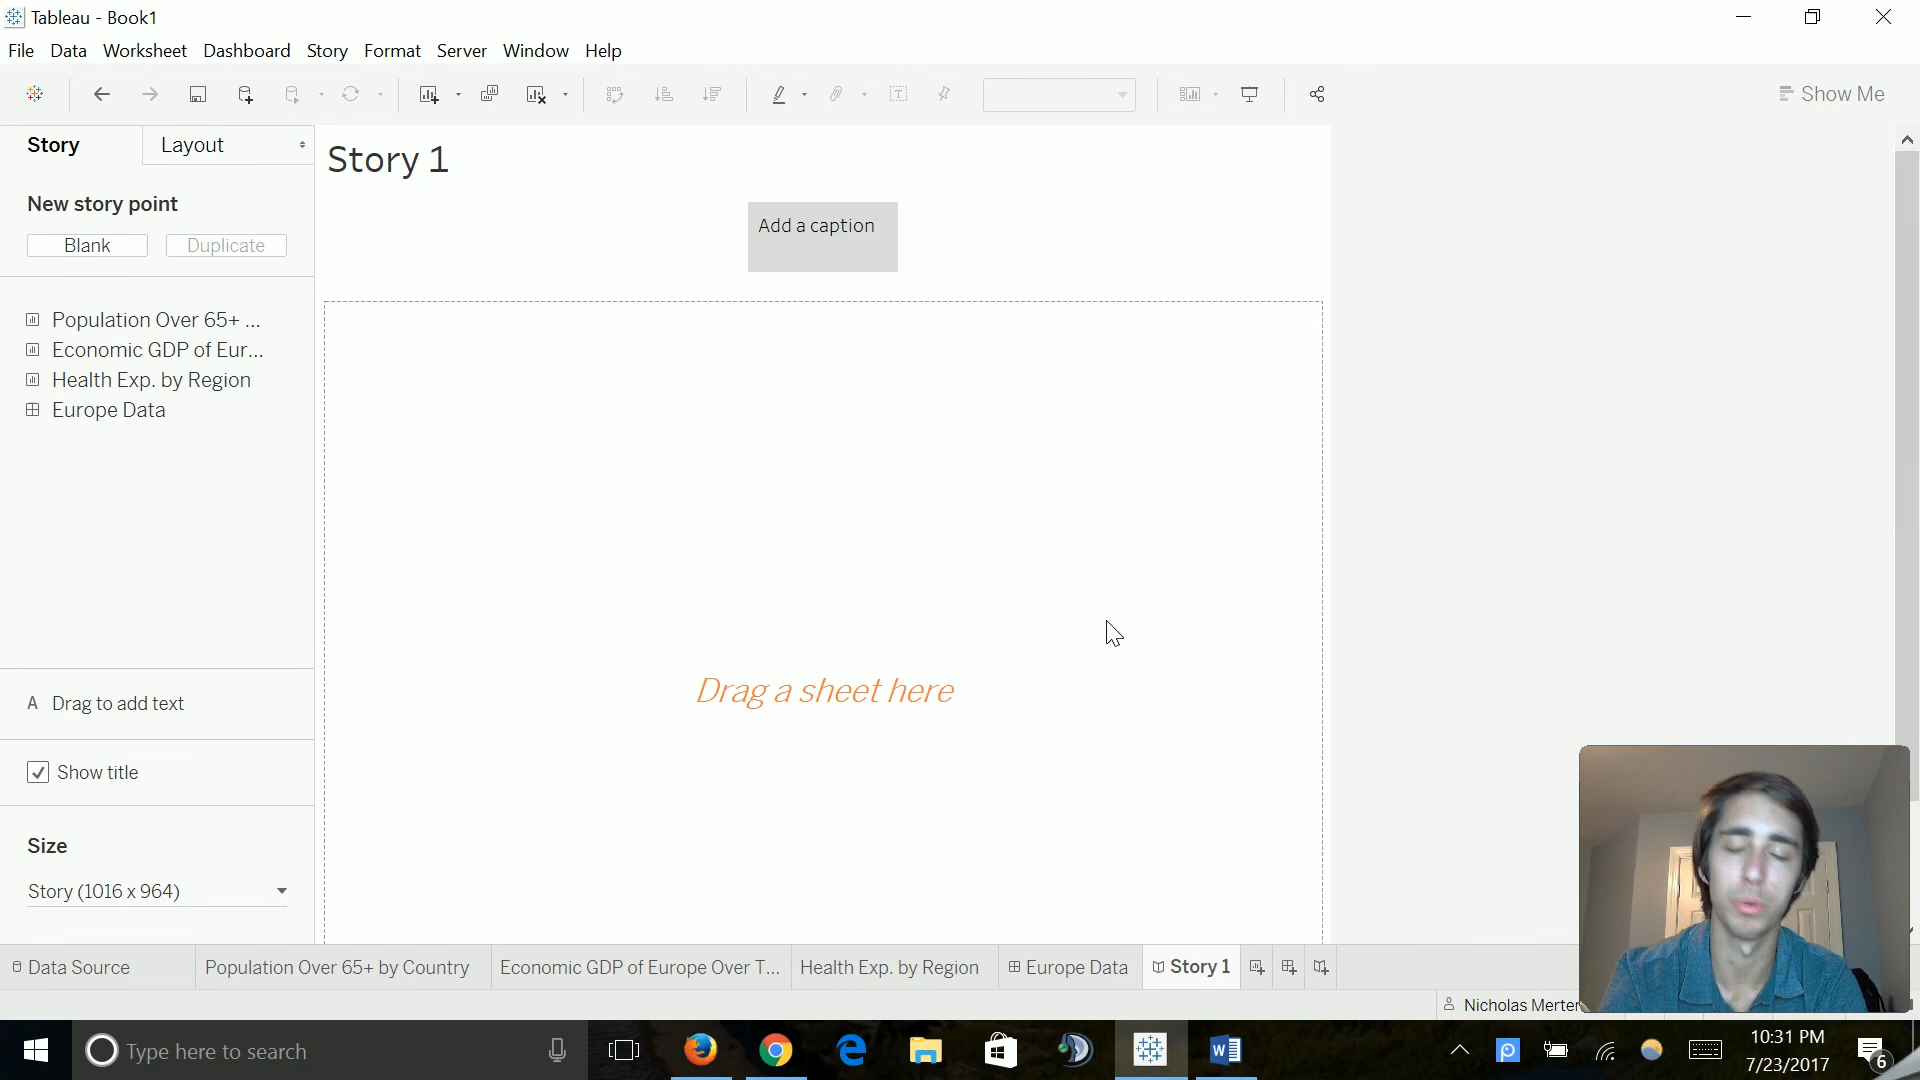 Tableau - Book1
File Data Worksheet Dashboard Story Format Server Window Help
Show Me
Story Layout
Story 1
New story point
Blank Duplicate
Add a caption
Population Over 65+ ...
Economic GDP of Eur...
Health Exp. by Region
Europe Data
Drag a sheet here
A Drag to add text
Show title
Size
Story (1016 x 964)
Data Source Population Over 65+ by Country Economic GDP of Europe Over T... Health Exp. by Region Europe Data Story 1
Nicholas Merten
Type here to search
10:31 PM
7/23/2017
6